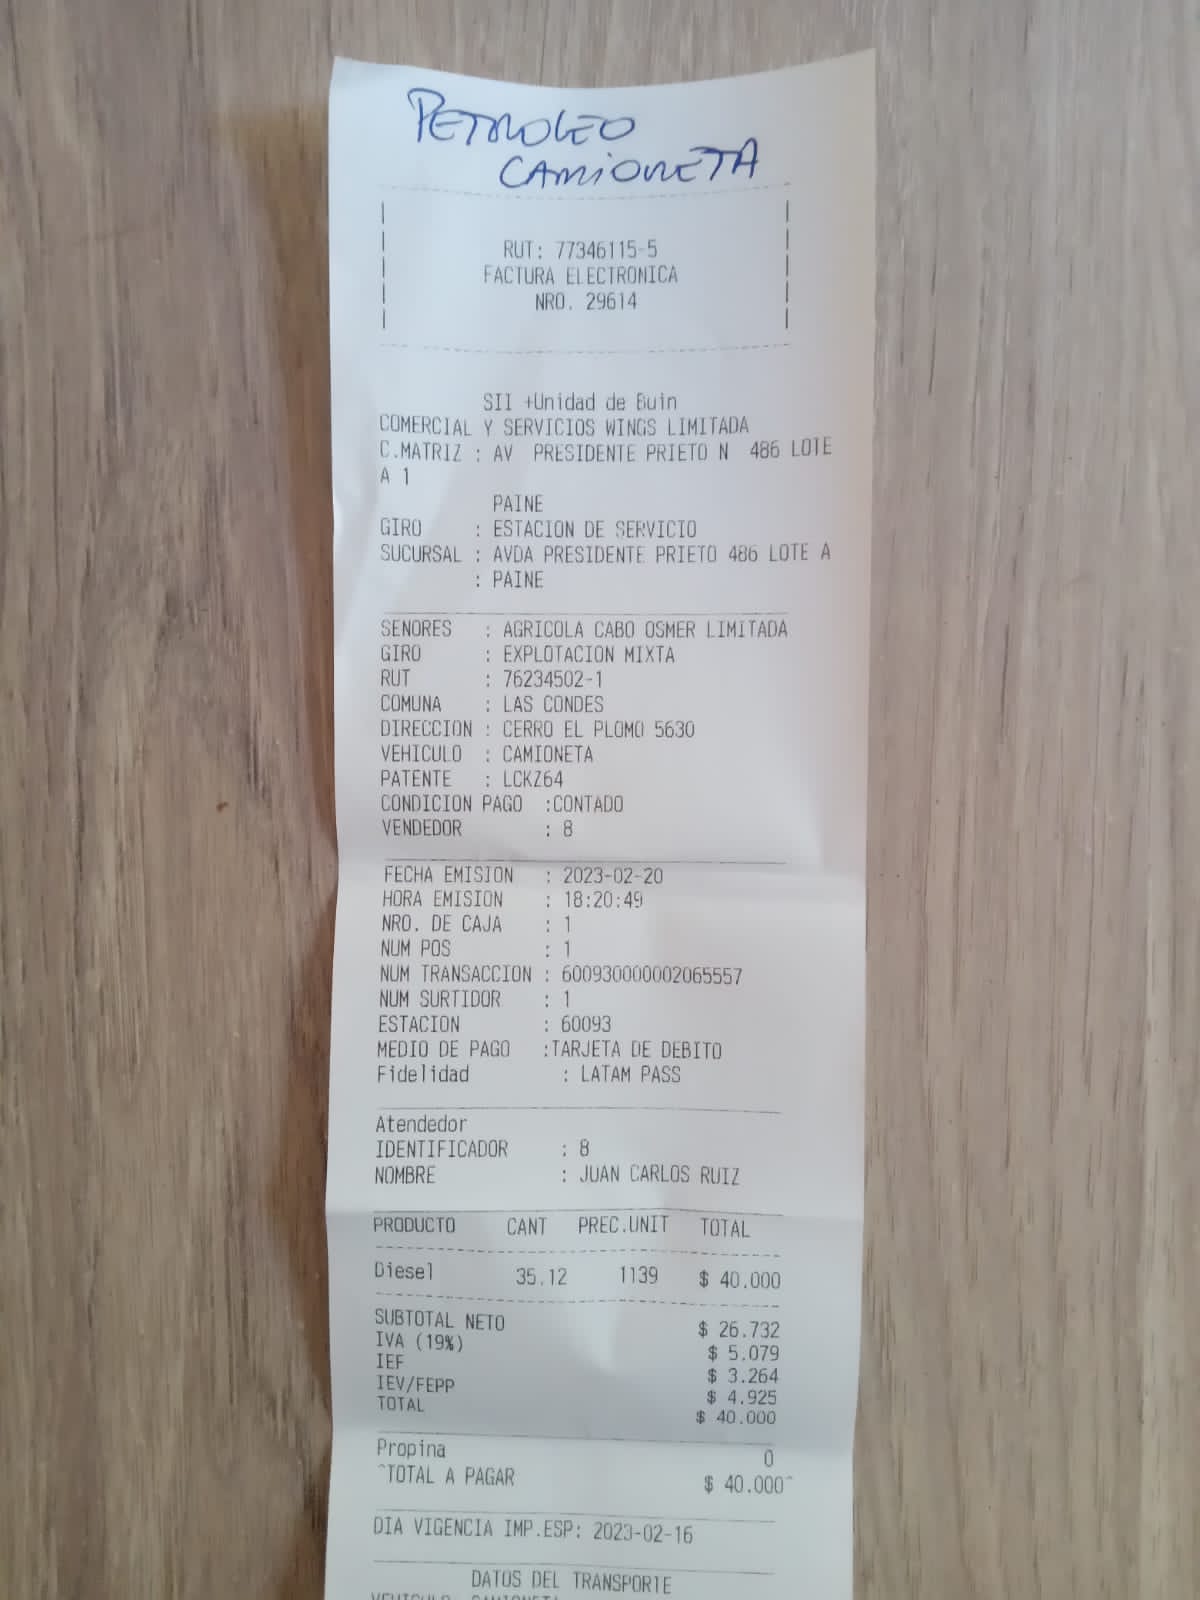 PETROLEO
CAMIONETA
RUT: 77346115-5
FACTURA ELECTRONICA
NRO. 29614
SII +Unidad de Buin
COMERCIAL Y SERVICIOS WINGS LIMITADA
C.MATRIZ : AV PRESIDENTE PRIETO N 486 LOTE
A 1
PAINE
GIRO : ESTACION DE SERVICIO
SUCURSAL : AVDA PRESIDENTE PRIETO 486 LOTE A
: PAINE
SENORES : AGRICOLA CABO OSMER LIMITADA
GIRO : EXPLOTACION MIXTA
RUT : 76234502-1
COMUNA : LAS CONDES
DIRECCION : CERRO EL PLOMO 5630
VEHICULO : CAMIONETA
PATENTE : LCKZ64
CONDICION PAGO :CONTADO
VENDEDOR : 8
FECHA EMISION : 2023-02-20
HORA EMISION : 18:20:49
NRO. DE CAJA : 1
NUM POS : 1
NUM TRANSACCION : 600930000002065557
NUM SURTIDOR : 1
ESTACION : 60093
MEDIO DE PAGO :TARJETA DE DEBITO
Fidelidad : LATAM PASS
Atendedor
IDENTIFICADOR : 8
NOMBRE : JUAN CARLOS RUIZ
PRODUCTO CANT PREC.UNIT TOTAL
Diesel 35.12 1139 $ 40.000
SUBTOTAL NETO $ 26.732
IVA (19%) $ 5.079
IEF $ 3.264
IEV/FEPP $ 4.925
TOTAL $ 40.000
Propina 0
^TOTAL A PAGAR $ 40.000^
DIA VIGENCIA IMP.ESP: 2023-02-16
DATOS DEL TRANSPORTE
VEHICULO CAMIONETA